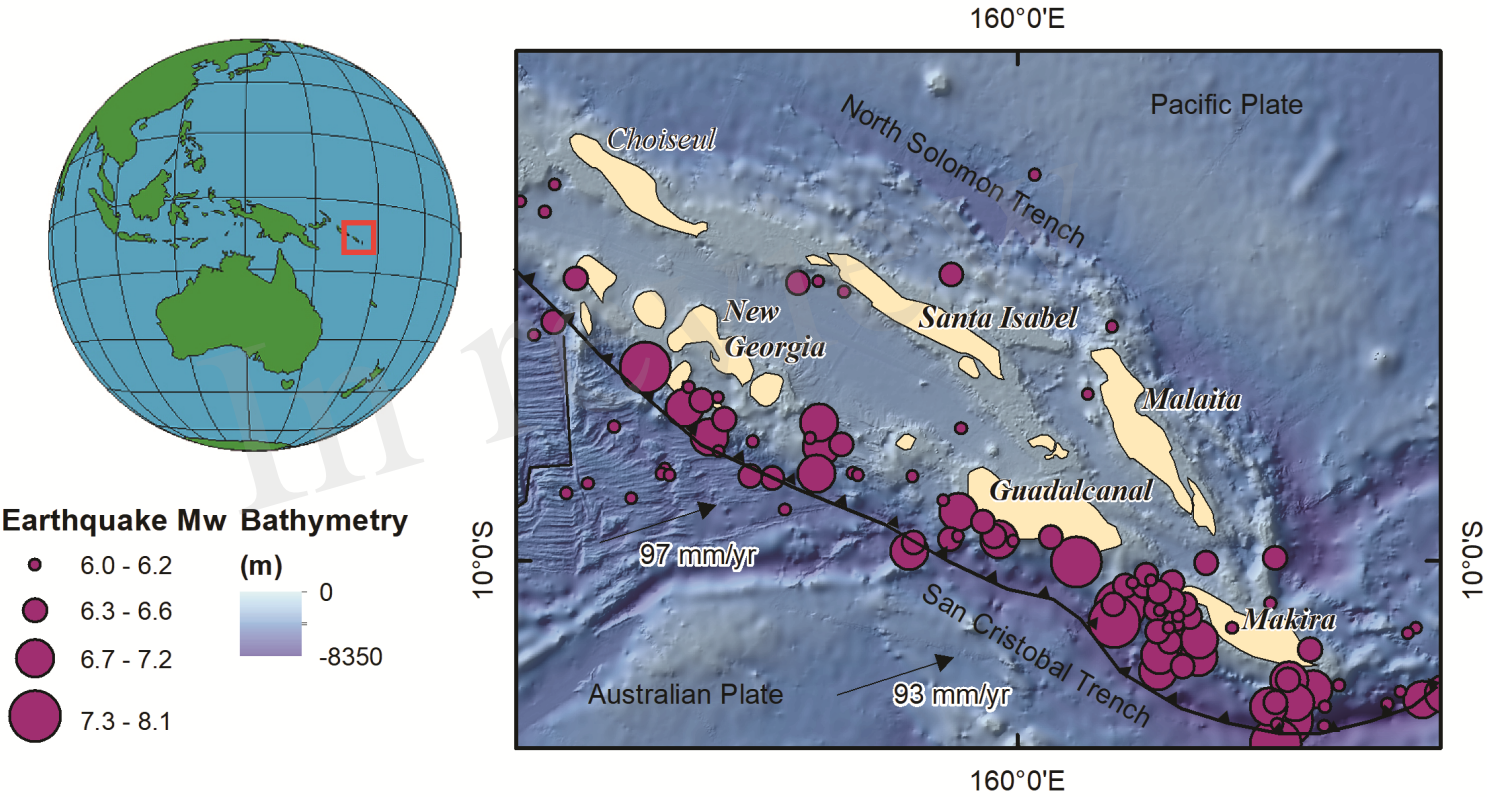 160°0'E
North Solomon Trench
Pacific Plate
Choiseul
New
Georgia
Santa Isabel
Malaita
Guadalcanal
Makira
97 mm/yr
San Cristobal Trench
93 mm/yr
Australian Plate
10°0'S
10°0'S
160°0'E
Earthquake Mw
6.0 - 6.2
6.3 - 6.6
6.7 - 7.2
7.3 - 8.1
Bathymetry
(m)
0
-8350